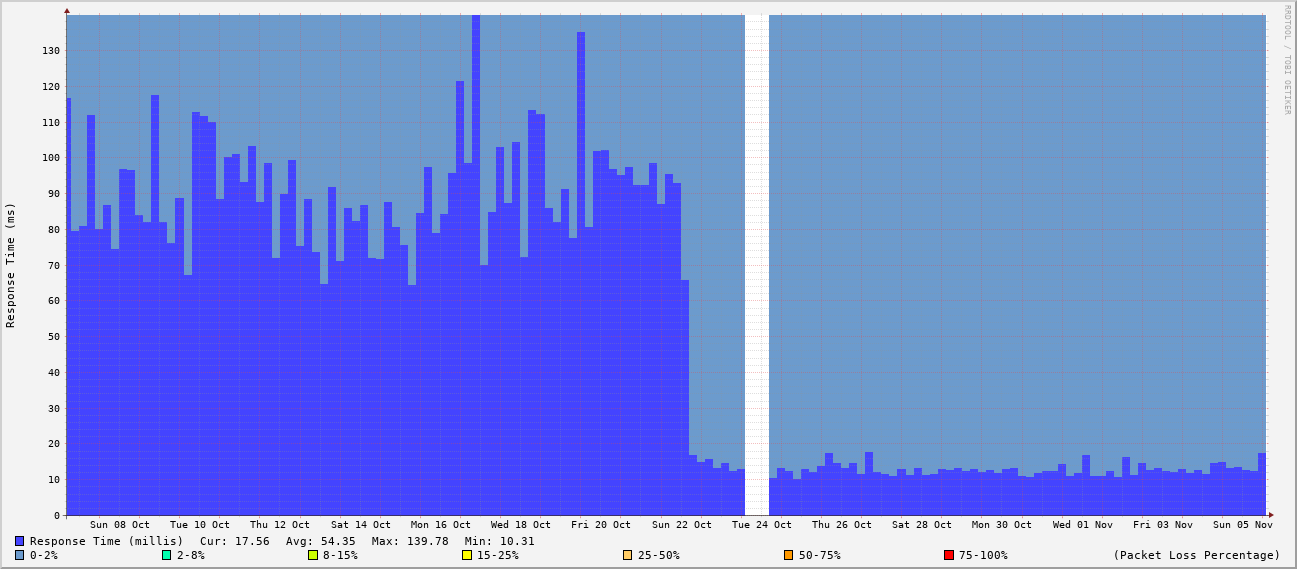 RRDTOOL / TOBI OETIKER
Response Time (ms)
130
120
110
100
90
80
70
60
50
40
30
20
10
0
Sun 08 Oct Tue 10 Oct Thu 12 Oct Sat 14 Oct Mon 16 Oct Wed 18 Oct Fri 20 Oct Sun 22 Oct Tue 24 Oct Thu 26 Oct Sat 28 Oct Mon 30 Oct Wed 01 Nov Fri 03 Nov Sun 05 Nov
Response Time (millis) Cur: 17.56 Avg: 54.35 Max: 139.78 Min: 10.31
0-2% 2-8% 8-15% 15-25% 25-50% 50-75% 75-100% (Packet Loss Percentage)